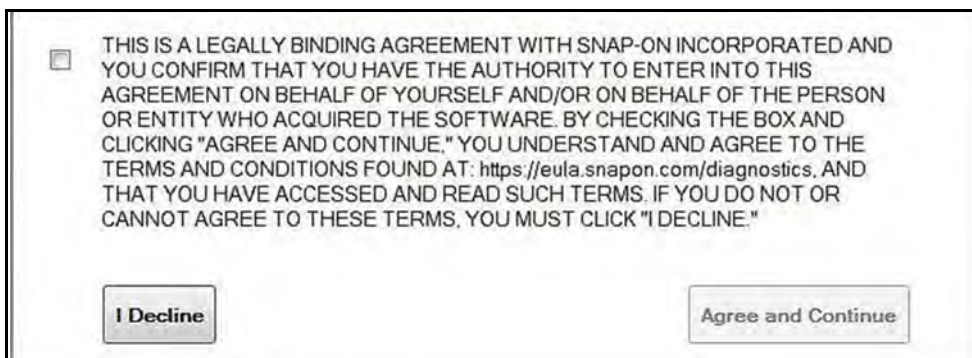 THIS IS A LEGALLY BINDING AGREEMENT WITH SNAP-ON INCORPORATED AND
YOU CONFIRM THAT YOU HAVE THE AUTHORITY TO ENTER INTO THIS
AGREEMENT ON BEHALF OF YOURSELF AND/OR ON BEHALF OF THE PERSON
OR ENTITY WHO ACQUIRED THE SOFTWARE. BY CHECKING THE BOX AND
CLICKING "AGREE AND CONTINUE," YOU UNDERSTAND AND AGREE TO THE
TERMS AND CONDITIONS FOUND AT: https://eula.snapon.com/diagnostics, AND
THAT YOU HAVE ACCESSED AND READ SUCH TERMS. IF YOU DO NOT OR
CANNOT AGREE TO THESE TERMS, YOU MUST CLICK "I DECLINE."
I Decline
Agree and Continue